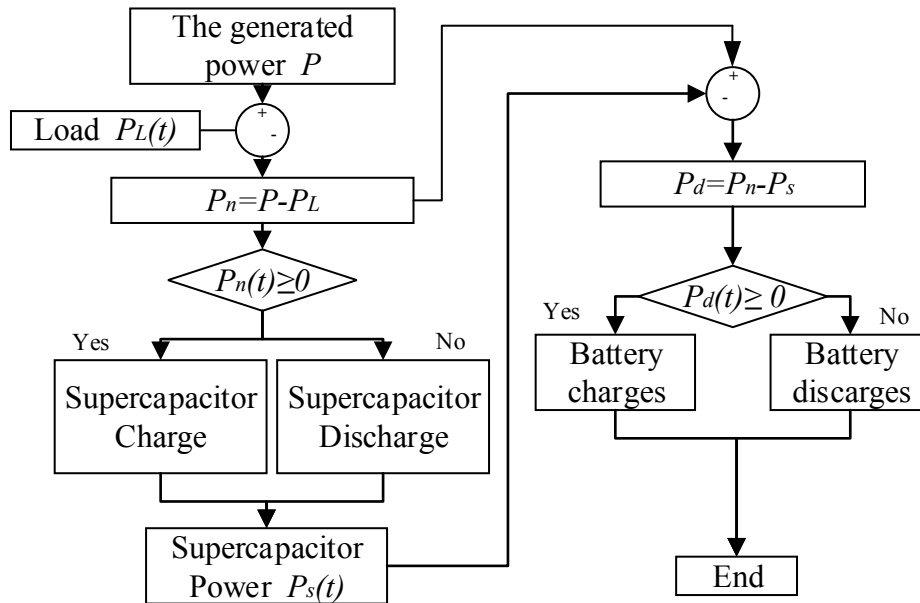 The generated
power P
+
-
Load PL(t)
Pn=P-PL
Pn(t)≥0
Yes
No
Supercapacitor
Charge
Supercapacitor
Discharge
Supercapacitor
Power Ps(t)
+
-
Pd=Pn-Ps
Pd(t)≥ 0
Yes
No
Battery
charges
Battery
discarges
End